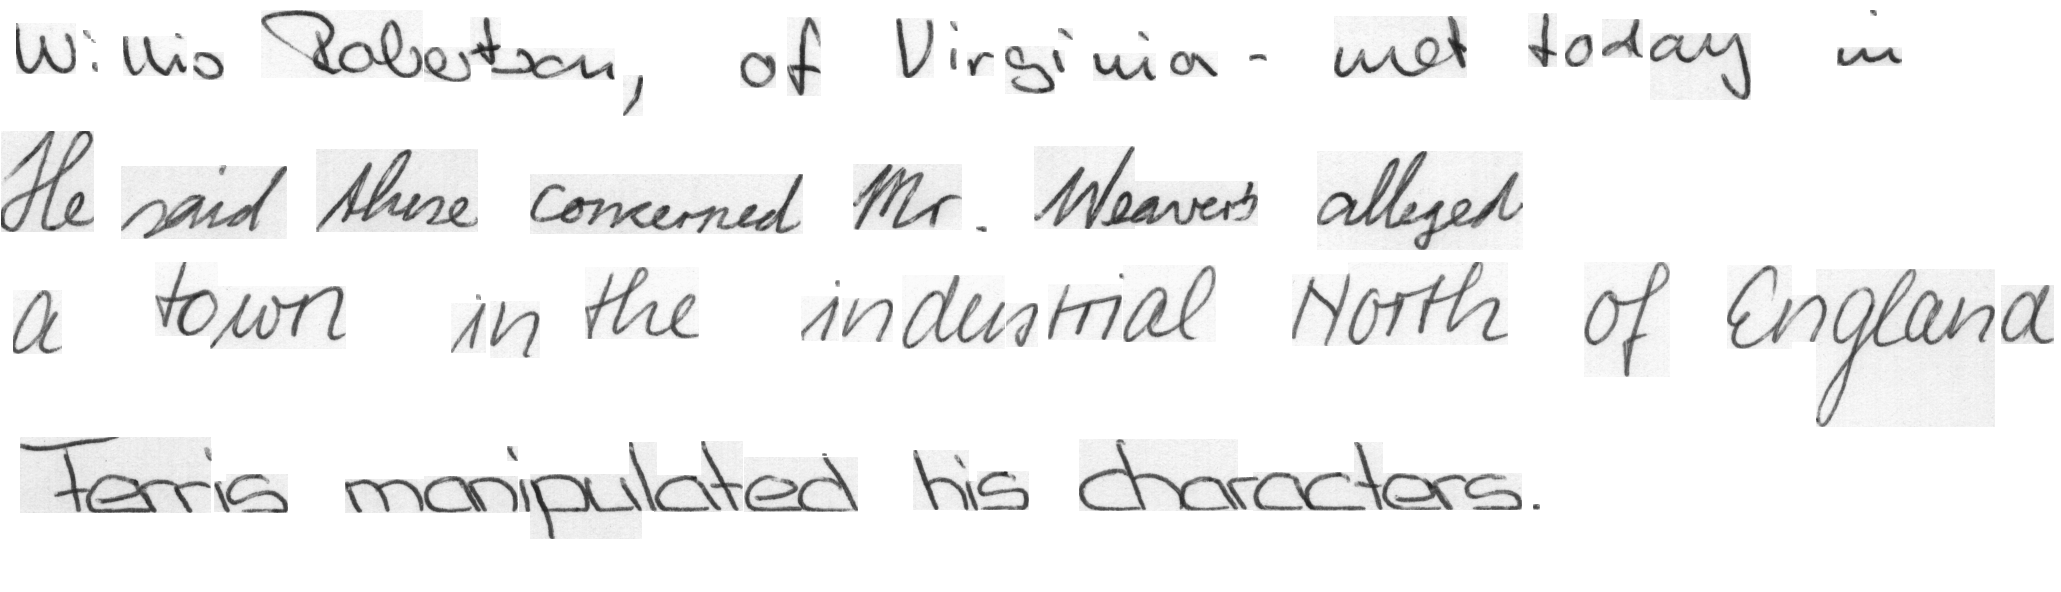 Willis Robertson, of Virginia - met today in
He said these concerned Mr. Weaver's alleged
a town in the industrial North of England
Ferris manipulated his characters.